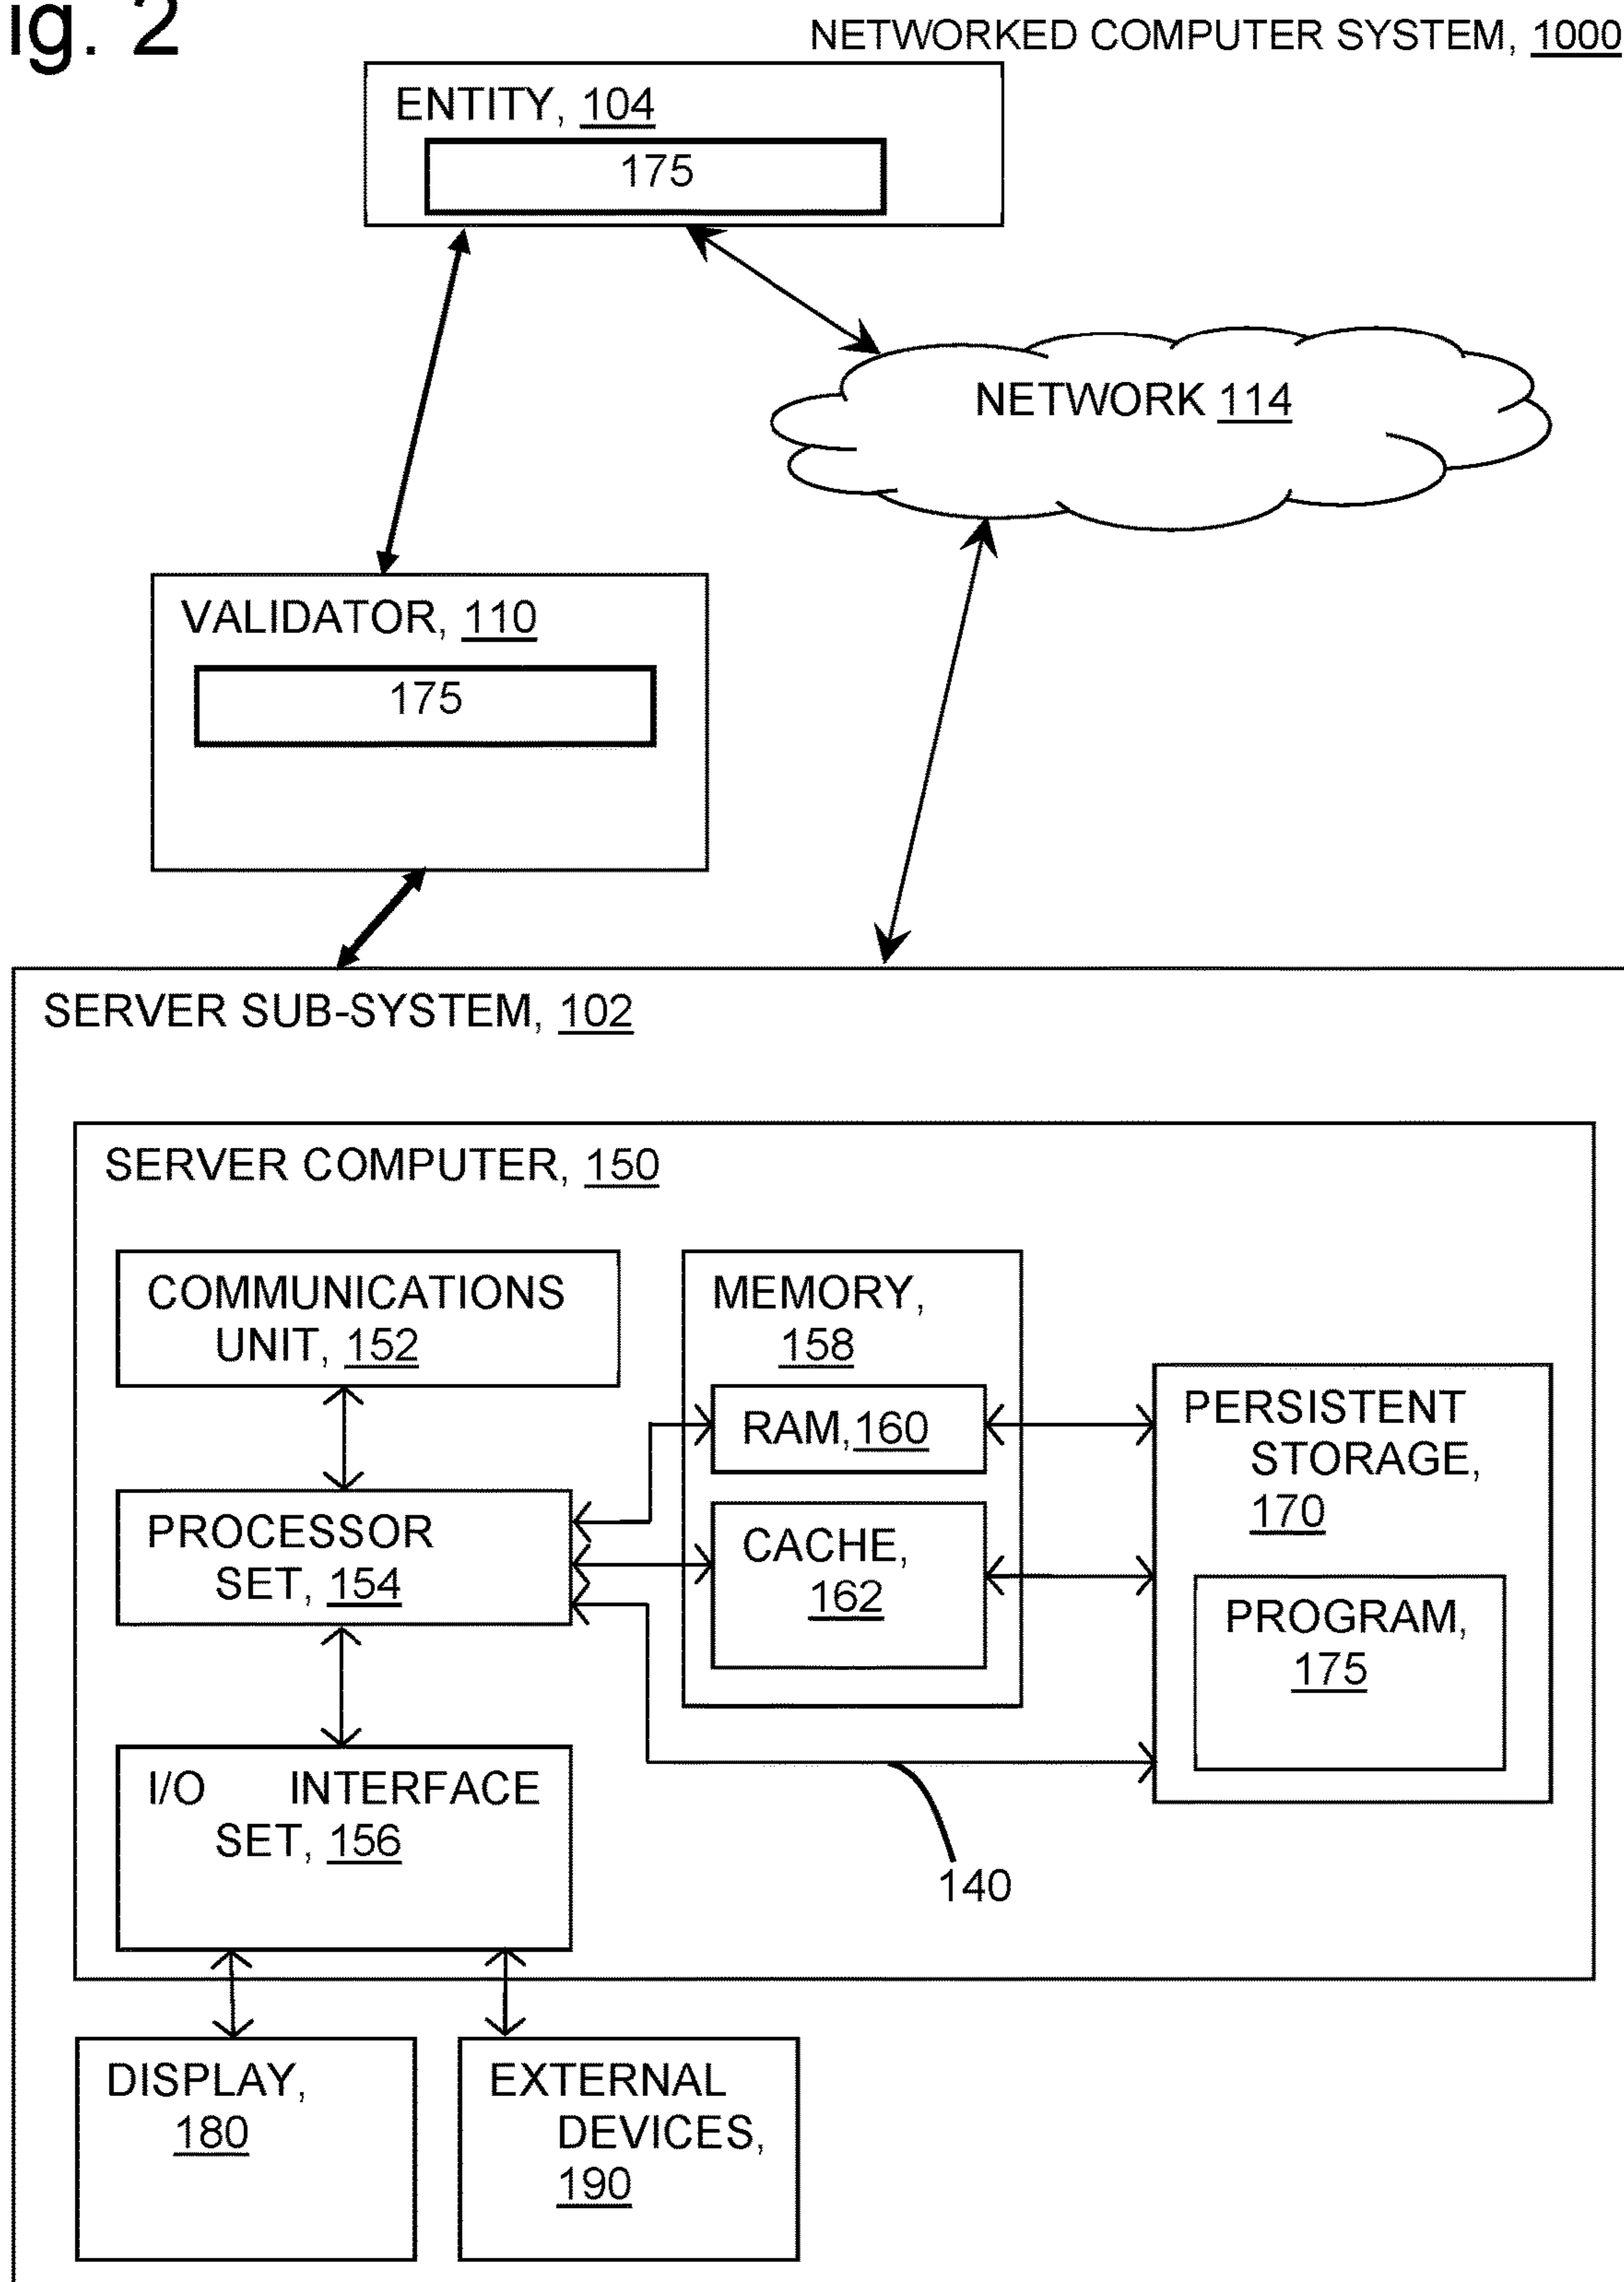 ig. 2
NETWORKED COMPUTER SYSTEM, 1000
ENTITY, 104
175
NETWORK 114
VALIDATOR, 110
175
SERVER SUB-SYSTEM, 102
SERVER COMPUTER, 150
COMMUNICATIONS
UNIT, 152
MEMORY,
158
RAM,160
PERSISTENT
STORAGE,
170
PROCESSOR
SET, 154
CACHE,
162
PROGRAM,
175
I/O INTERFACE
SET, 156
140
DISPLAY,
180
EXTERNAL
DEVICES,
190